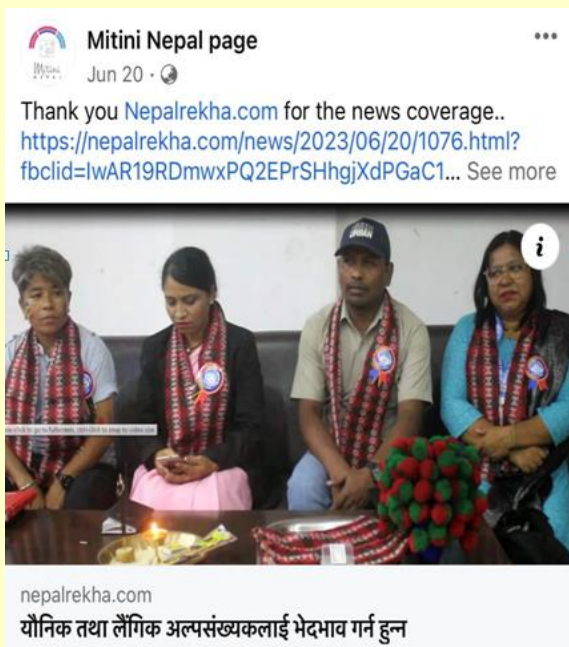 Mitini Nepal page
Jun 20
Thank you Nepalrekha.com for the news coverage..
https://nepalrekha.com/news/2023/06/20/1076.html?
fbclid=IwAR19RDmwxPQ2EPrSHhgjXdPGaC1... See more
nepalrekha.com
यौनिक तथा लैंगिक अल्पसंख्यकलाई भेदभाव गर्न हुन्न